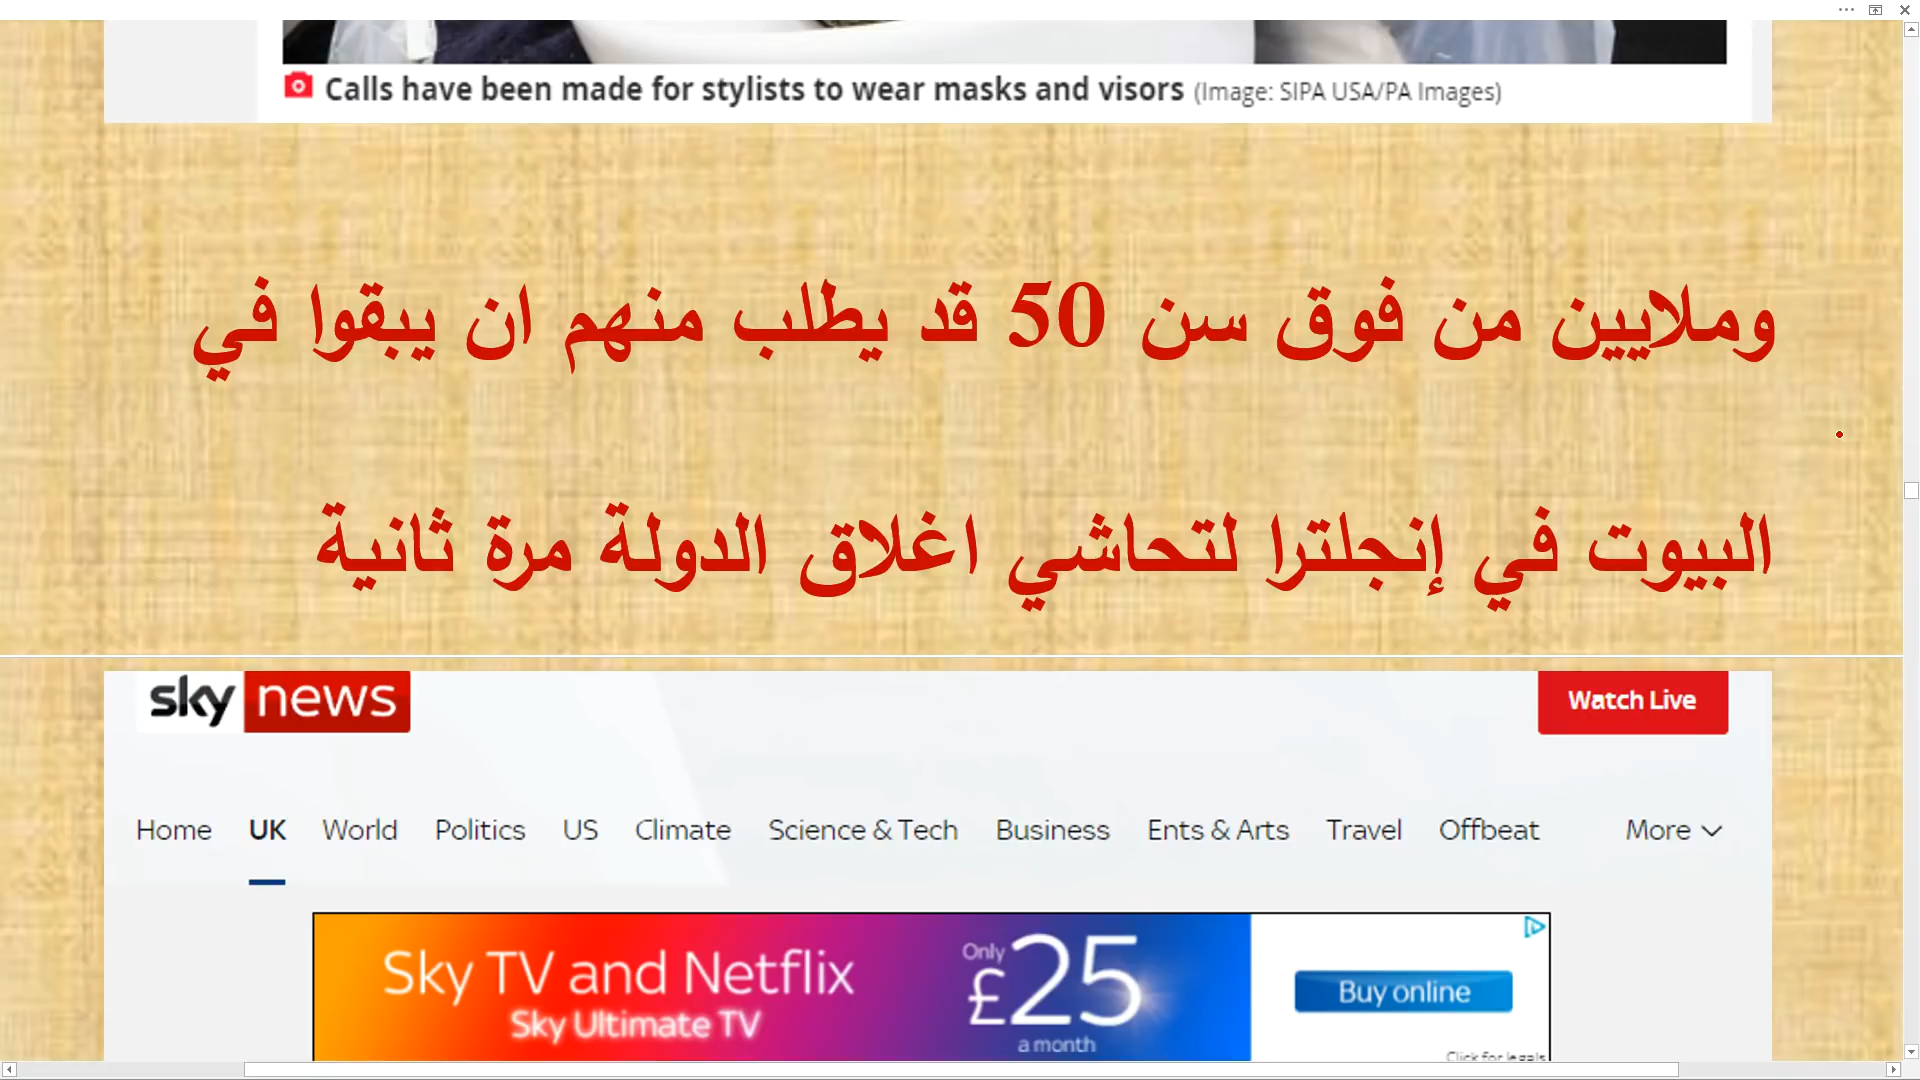 Calls have been made for stylists to wear masks and visors (Image: SIPA USA/PA Images)
وملايين من فوق سن 50 قد يطلب منهم ان يبقوا في
البيوت في إنجلترا لتحاشي اغلاق الدولة مرة ثانية
sky news
Watch Live
Home UK World Politics US Climate Science & Tech Business Ents & Arts Travel Offbeat More
Sky TV and Netflix
Sky Ultimate TV
Only
£25
a month
Buy online
Click for legals